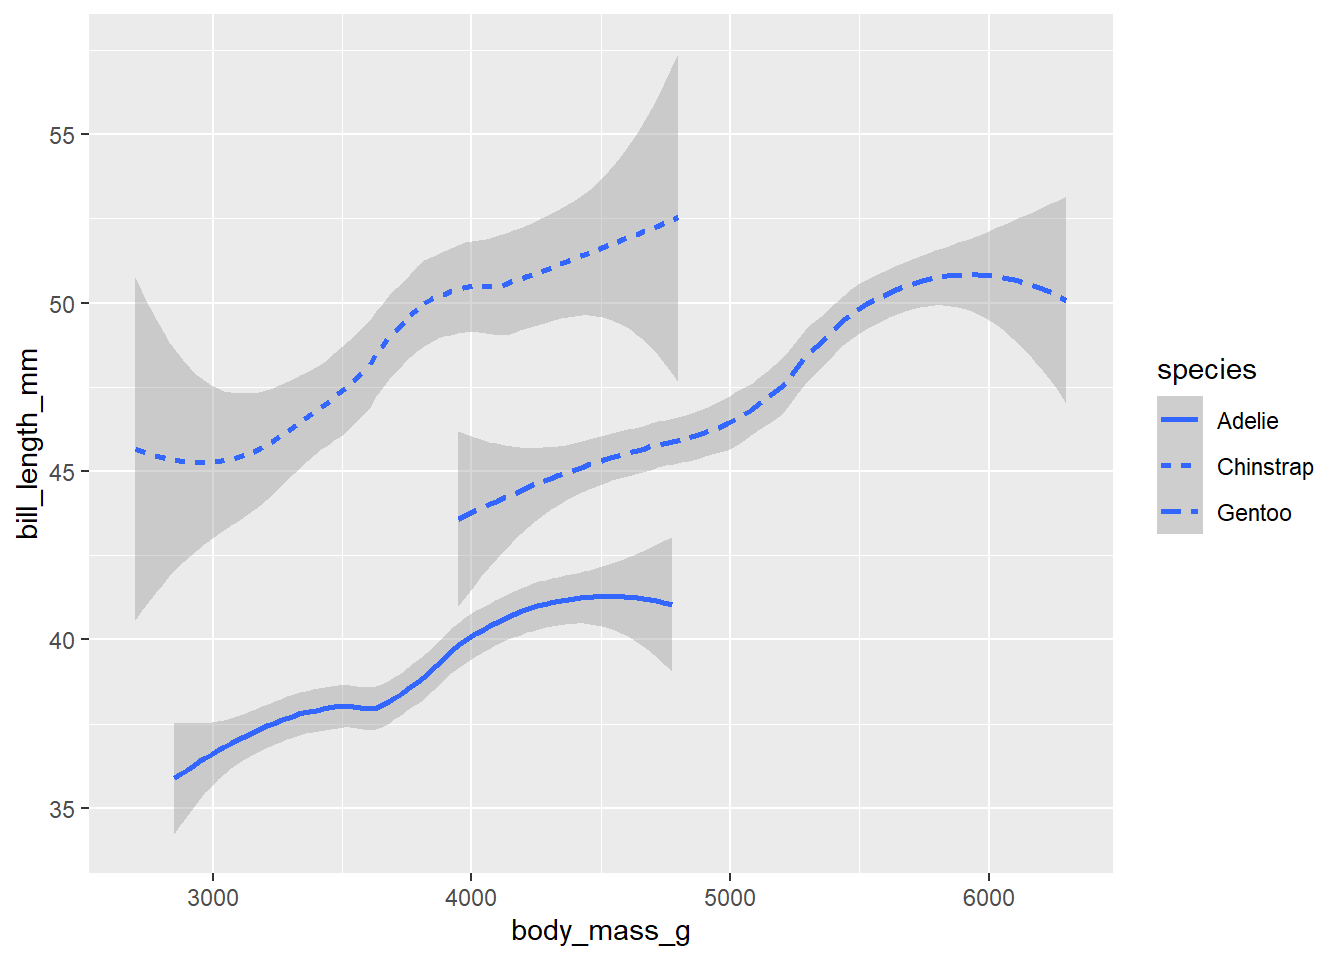 55
50
45
40
35
bill_length_mm
3000 4000 5000 6000
body_mass_g
species
Adelie
Chinstrap
Gentoo